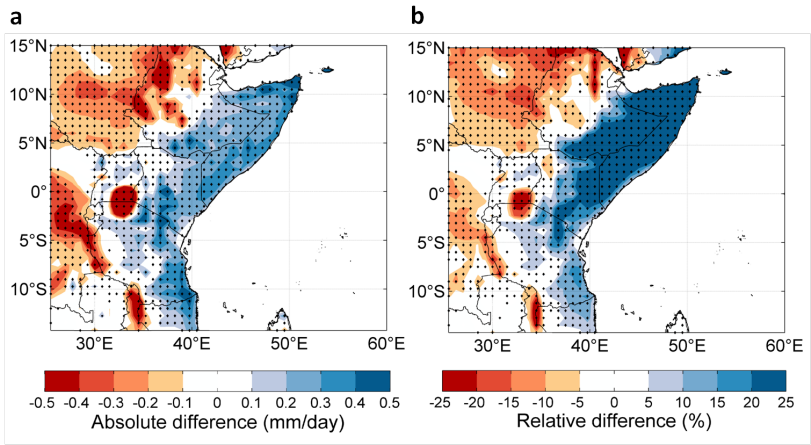 a b
15°N 15°N
10°N 10°N
5°N 5°N
0° 0°
5°S 5°S
10°S 10°S
30°E 40°E 50°E 60°E 30°E 40°E 50°E 60°E
-0.5 -0.4 -0.3 -0.2 -0.1 0 0.1 0.2 0.3 0.4 0.5 -25 -20 -15 -10 -5 0 5 10 15 20 25
Absolute difference (mm/day) Relative difference (%)